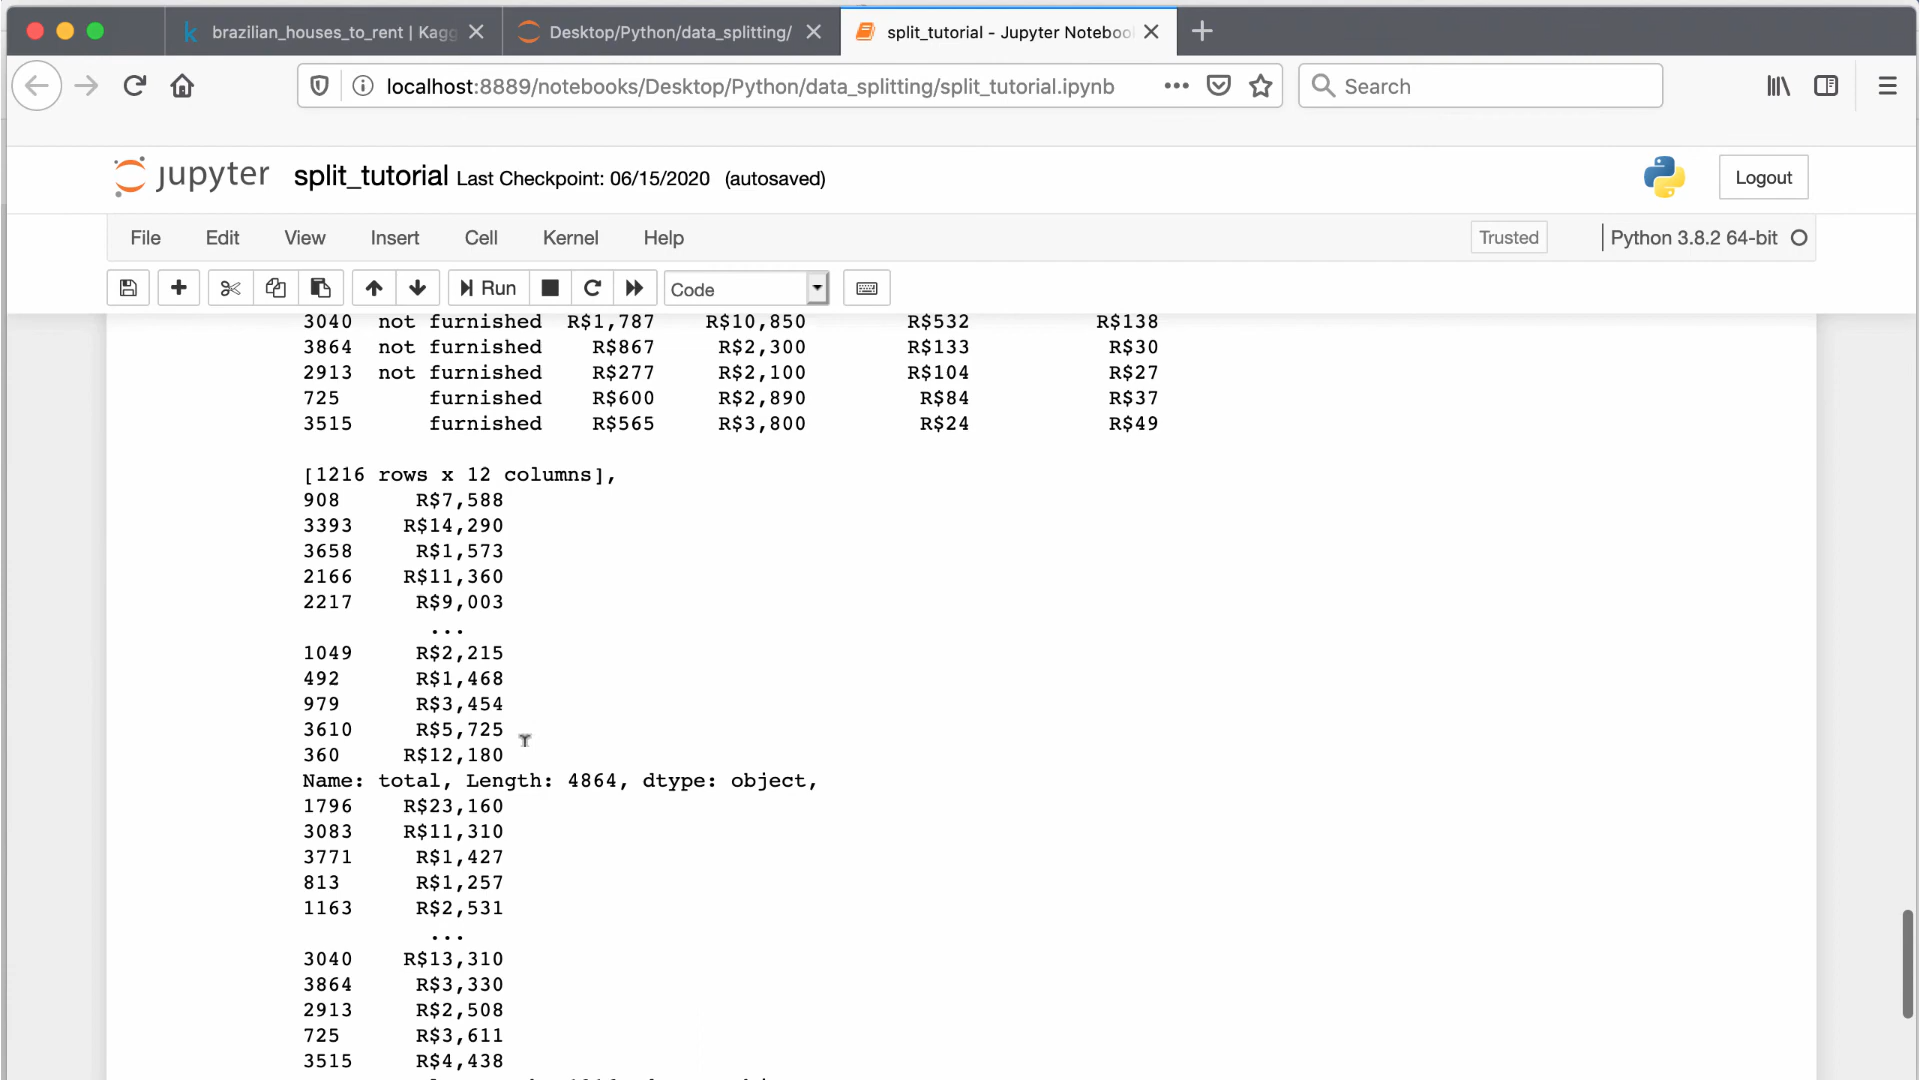 brazilian_houses_to_rent | Kagg
Desktop/Python/data_splitting/
split_tutorial - Jupyter Noteboo
localhost:8889/notebooks/Desktop/Python/data_splitting/split_tutorial.ipynb
Search
jupyter split_tutorial Last Checkpoint: 06/15/2020 (autosaved)
Logout
File Edit View Insert Cell Kernel Help
Trusted
Python 3.8.2 64-bit
Run
Code
3040 not furnished R$1,787 R$10,850 R$532 R$138
3864 not furnished R$867 R$2,300 R$133 R$30
2913 not furnished R$277 R$2,100 R$104 R$27
725 furnished R$600 R$2,890 R$84 R$37
3515 furnished R$565 R$3,800 R$24 R$49
[1216 rows x 12 columns],
908 R$7,588
3393 R$14,290
3658 R$1,573
2166 R$11,360
2217 R$9,003
...
1049 R$2,215
492 R$1,468
979 R$3,454
3610 R$5,725
360 R$12,180
Name: total, Length: 4864, dtype: object,
1796 R$23,160
3083 R$11,310
3771 R$1,427
813 R$1,257
1163 R$2,531
...
3040 R$13,310
3864 R$3,330
2913 R$2,508
725 R$3,611
3515 R$4,438